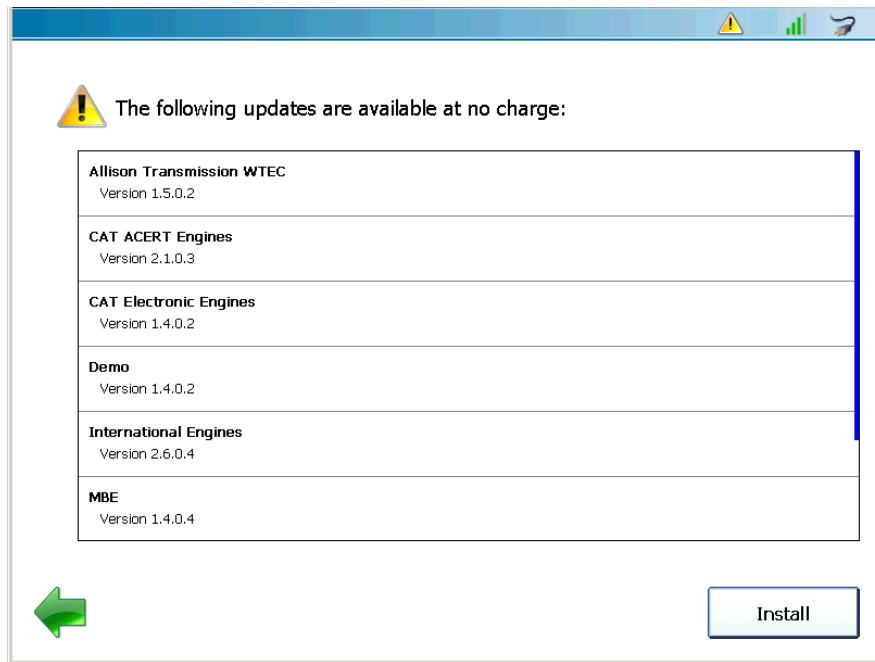 The following updates are available at no charge:
Allison Transmission WTEC
Version 1.5.0.2
CAT ACERT Engines
Version 2.1.0.3
CAT Electronic Engines
Version 1.4.0.2
Demo
Version 1.4.0.2
International Engines
Version 2.6.0.4
MBE
Version 1.4.0.4
Install